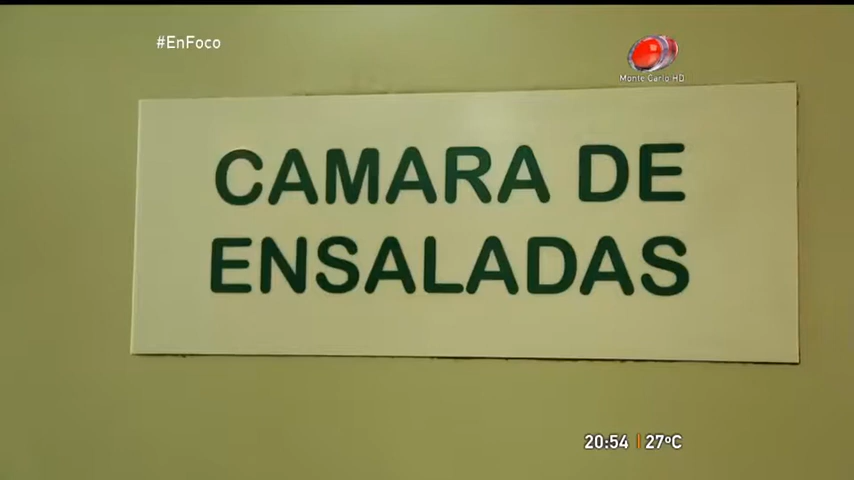 #EnFoco
Monte Carlo HD
CAMARA DE
ENSALADAS
20:54 | 27ºC